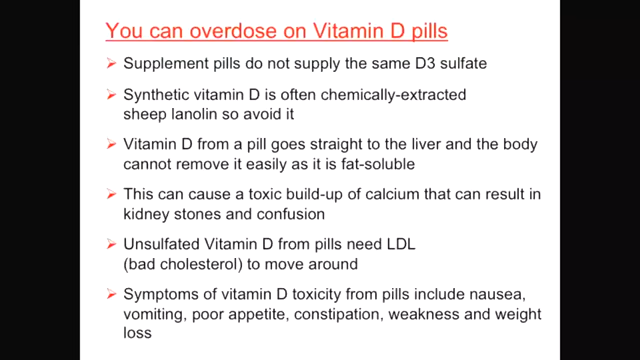 You can overdose on Vitamin D pills
➢ Supplement pills do not supply the same D3 sulfate
➢ Synthetic vitamin D is often chemically-extracted
sheep lanolin so avoid it
➢ Vitamin D from a pill goes straight to the liver and the body
cannot remove it easily as it is fat-soluble
➢ This can cause a toxic build-up of calcium that can result in
kidney stones and confusion
➢ Unsulfated Vitamin D from pills need LDL
(bad cholesterol) to move around
➢ Symptoms of vitamin D toxicity from pills include nausea,
vomiting, poor appetite, constipation, weakness and weight
loss